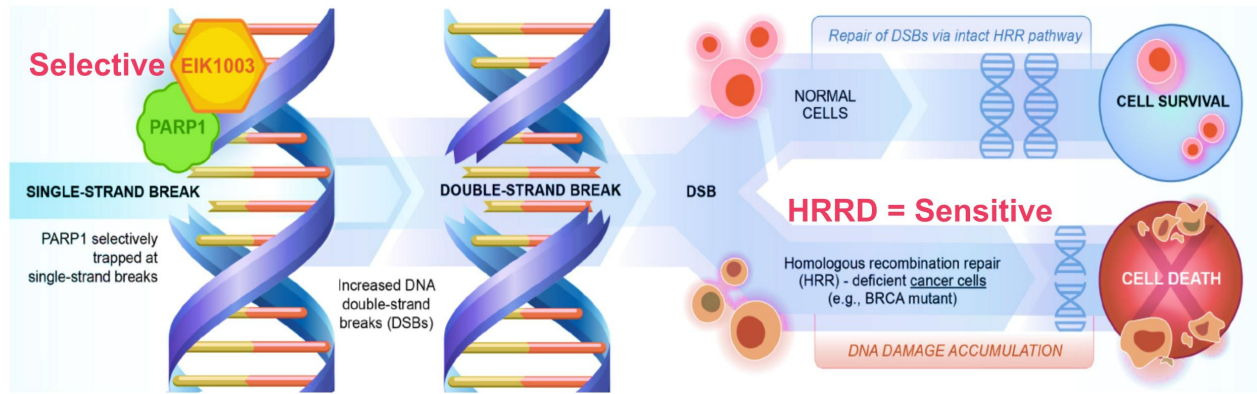 Selective
EIK1003
PARP1
SINGLE-STRAND BREAK
PARP1 selectively
trapped at
single-strand breaks
Increased DNA
double-strand
breaks (DSBs)
DOUBLE-STRAND BREAK
DSB
Repair of DSBs via intact HRR pathway
NORMAL
CELLS
CELL SURVIVAL
HRRD = Sensitive
Homologous recombination repair
(HRR) - deficient cancer cells
(e.g., BRCA mutant)
DNA DAMAGE ACCUMULATION
CELL DEATH